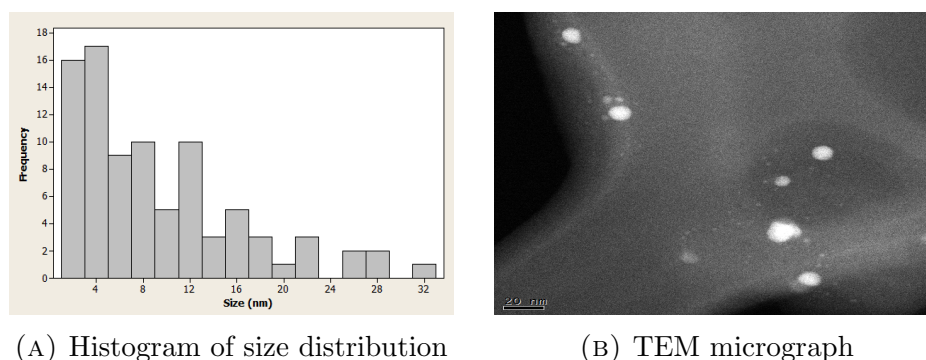 18
16
14
12
10
8
6
4
2
0
Frequency
4 8 12 16 20 24 28 32
Size (nm)
20 nm
(A) Histogram of size distribution
(B) TEM micrograph